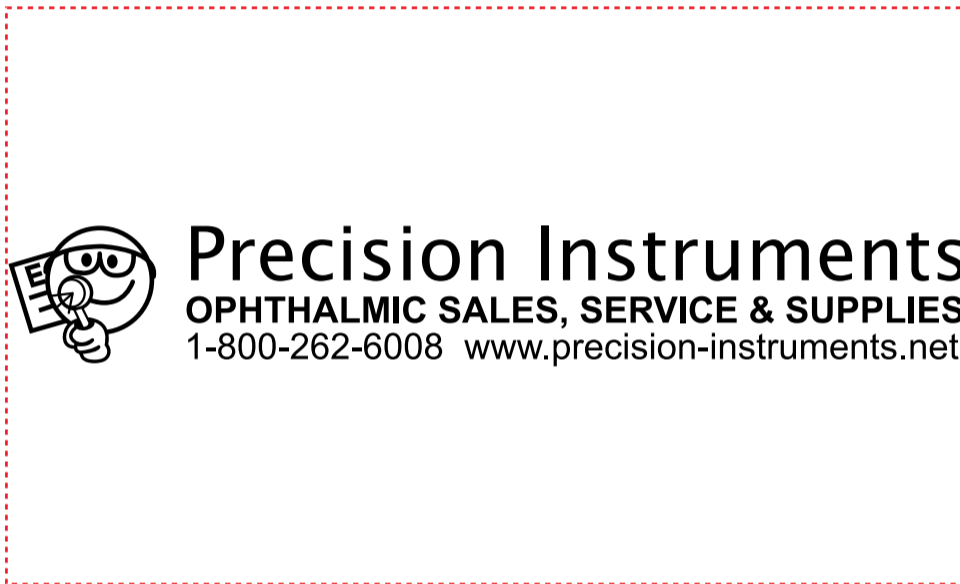 E
Precision Instruments
OPHTHALMIC SALES, SERVICE & SUPPLIES
1-800-262-6008 www.precision-instruments.net